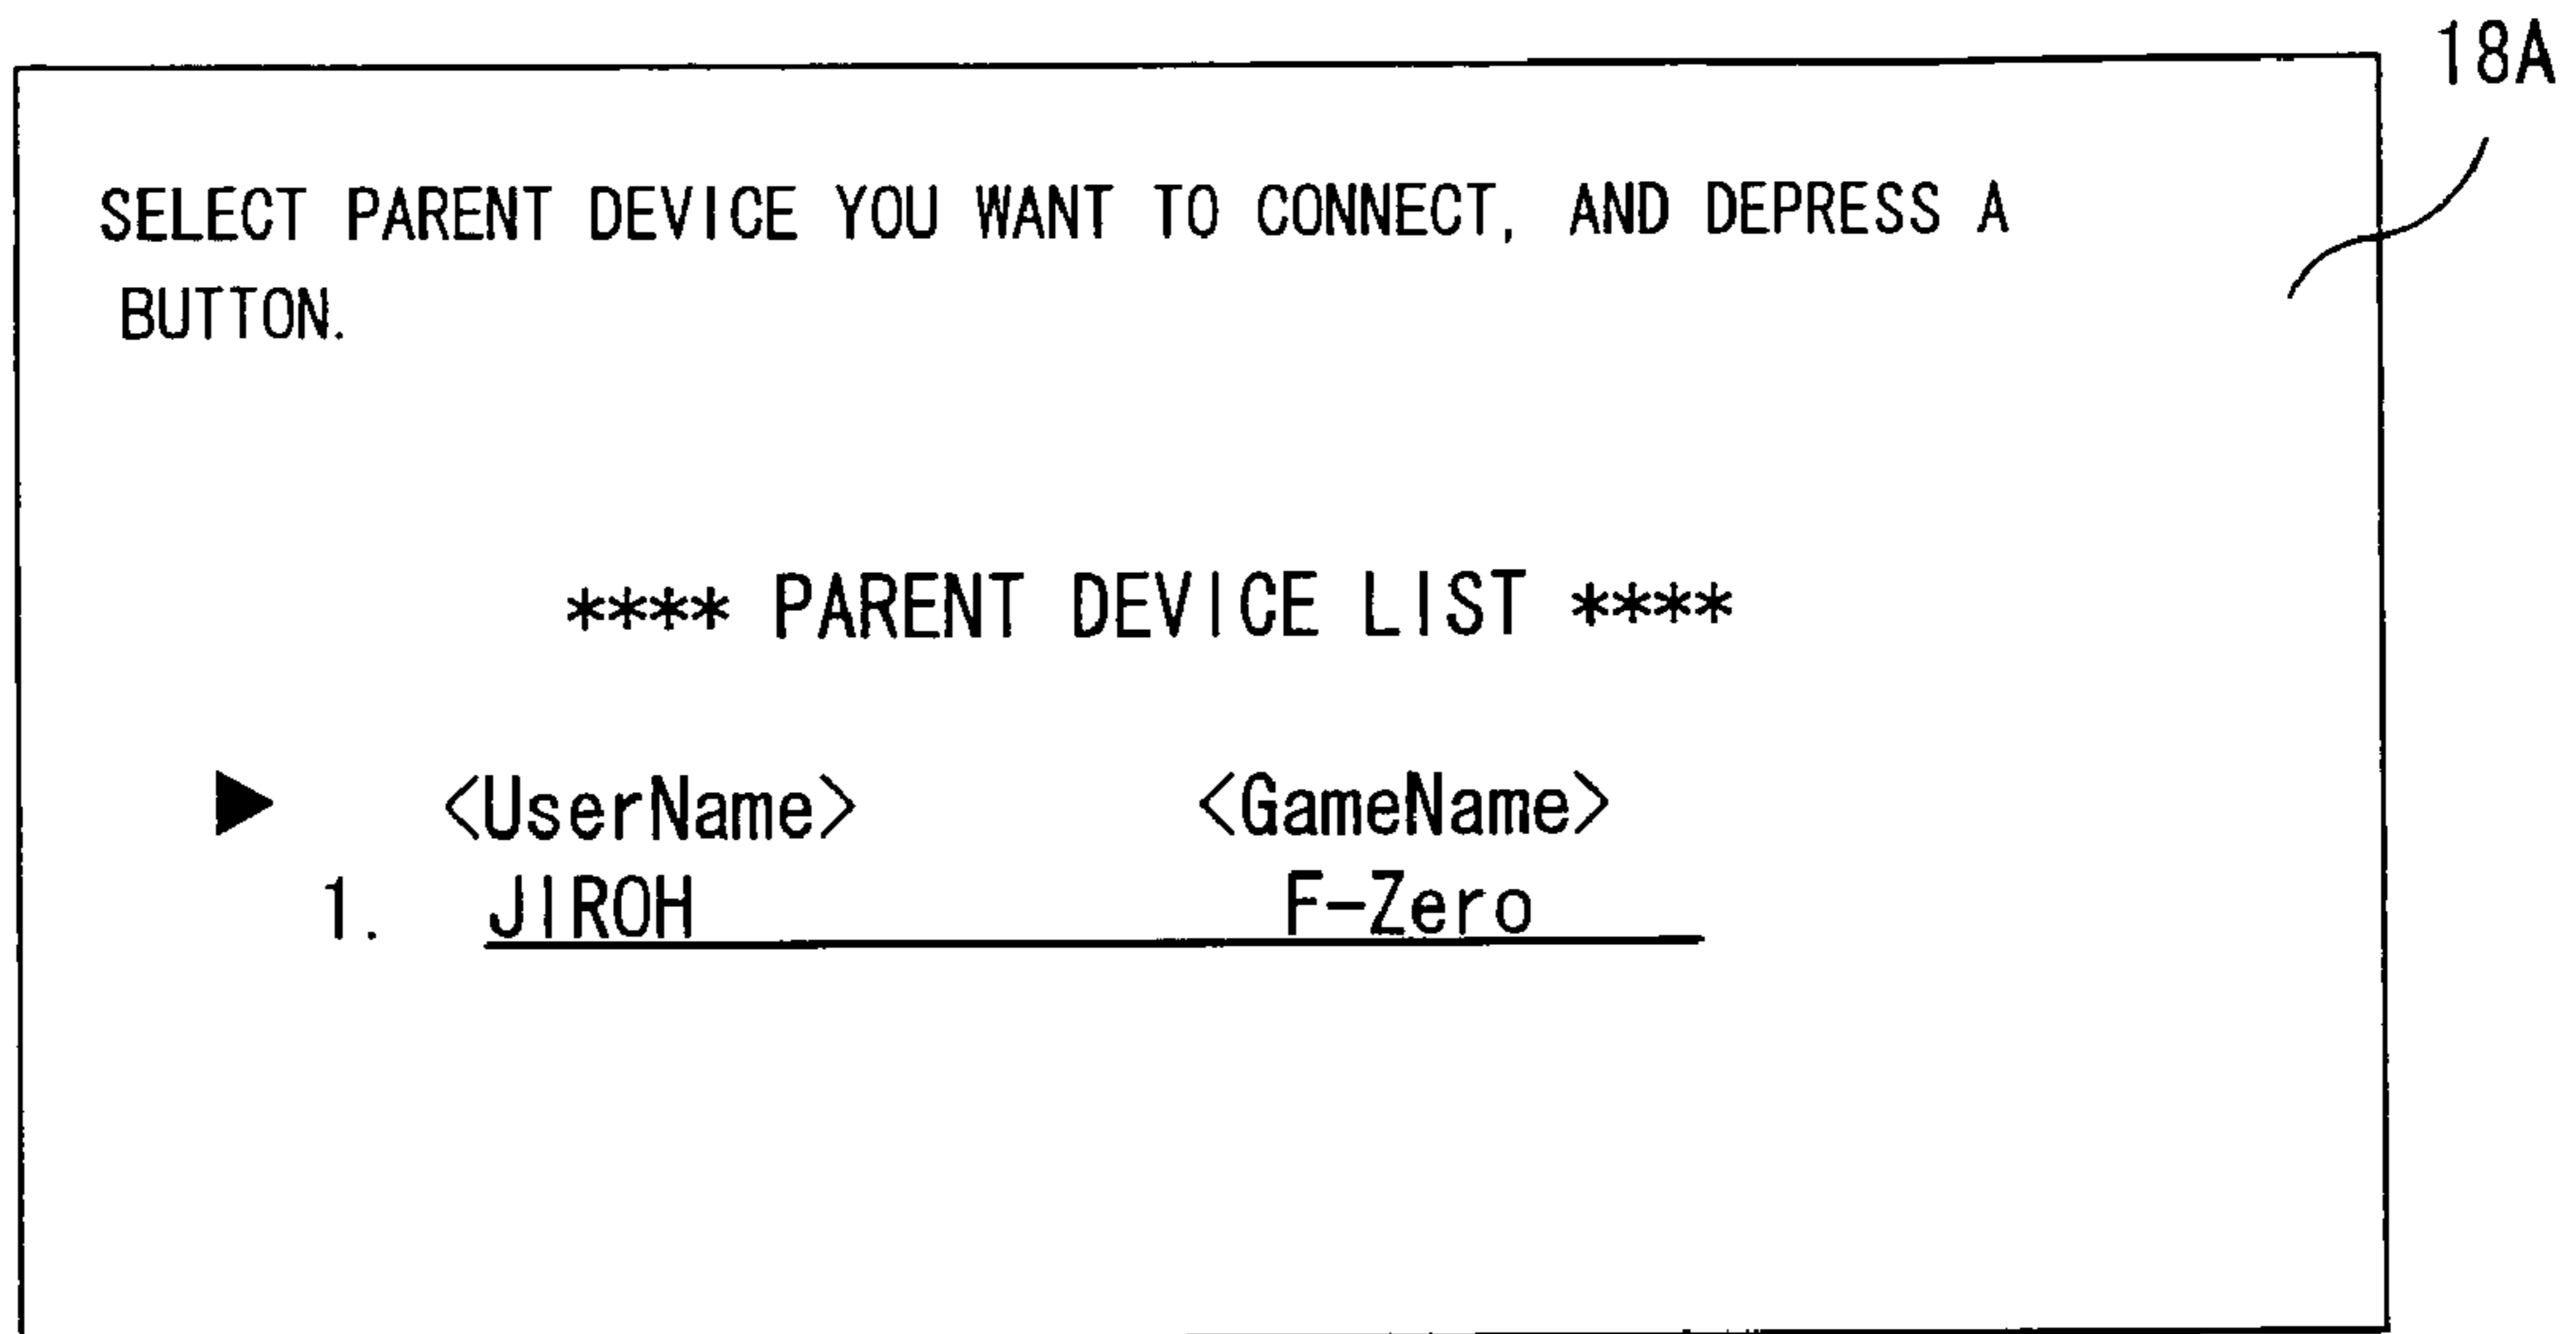 18A
SELECT PARENT DEVICE YOU WANT TO CONNECT, AND DEPRESS A
BUTTON.
**** PARENT DEVICE LIST ****
▶ <UserName> <GameName>
1. JIROH F-Zero